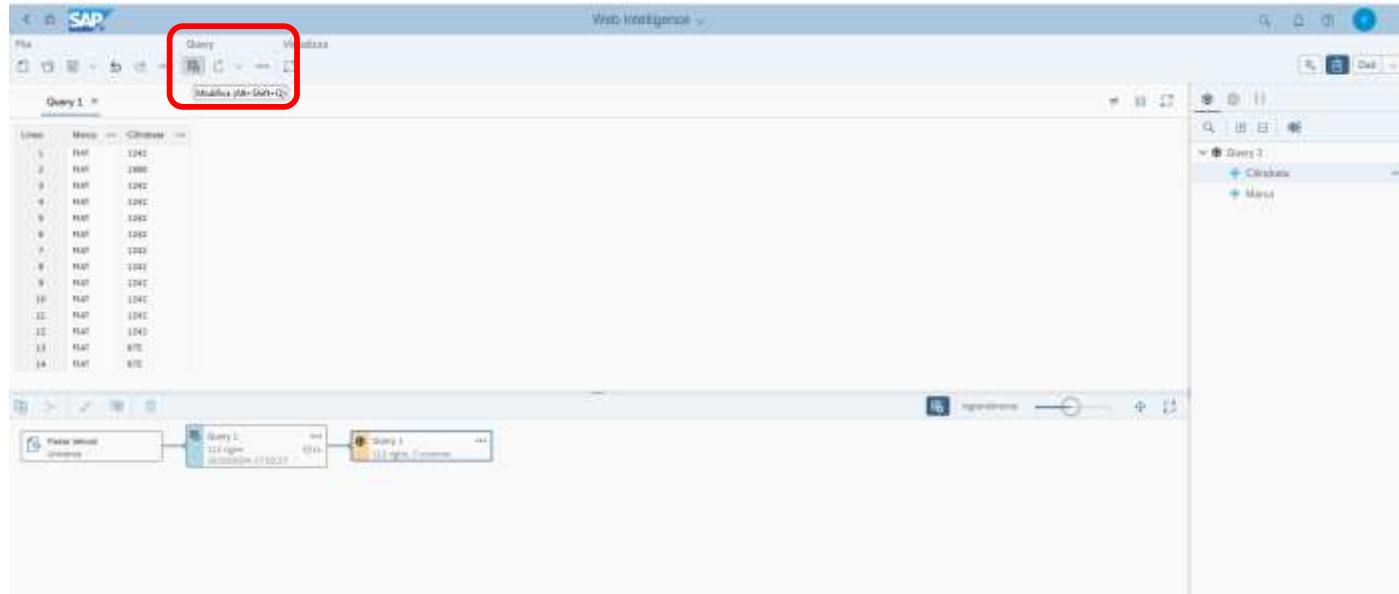 SAP
Web Intelligence
File Query Visualizza
Modifica (Alt+Shift+Q)
Query 1
Linea Marca Cilindrata
1 FIAT 1242
2 FIAT
3 FIAT 1242
4 FIAT 1242
5 FIAT 1242
6 FIAT 1242
7 FIAT 1242
8 FIAT 1242
9 FIAT 1242
10 FIAT 1242
11 FIAT 1242
12 FIAT 1242
13 FIAT
14 FIAT
Query 1
Cilindrata
Marca
Ingrandimento
Universo
Query 1
Query 1